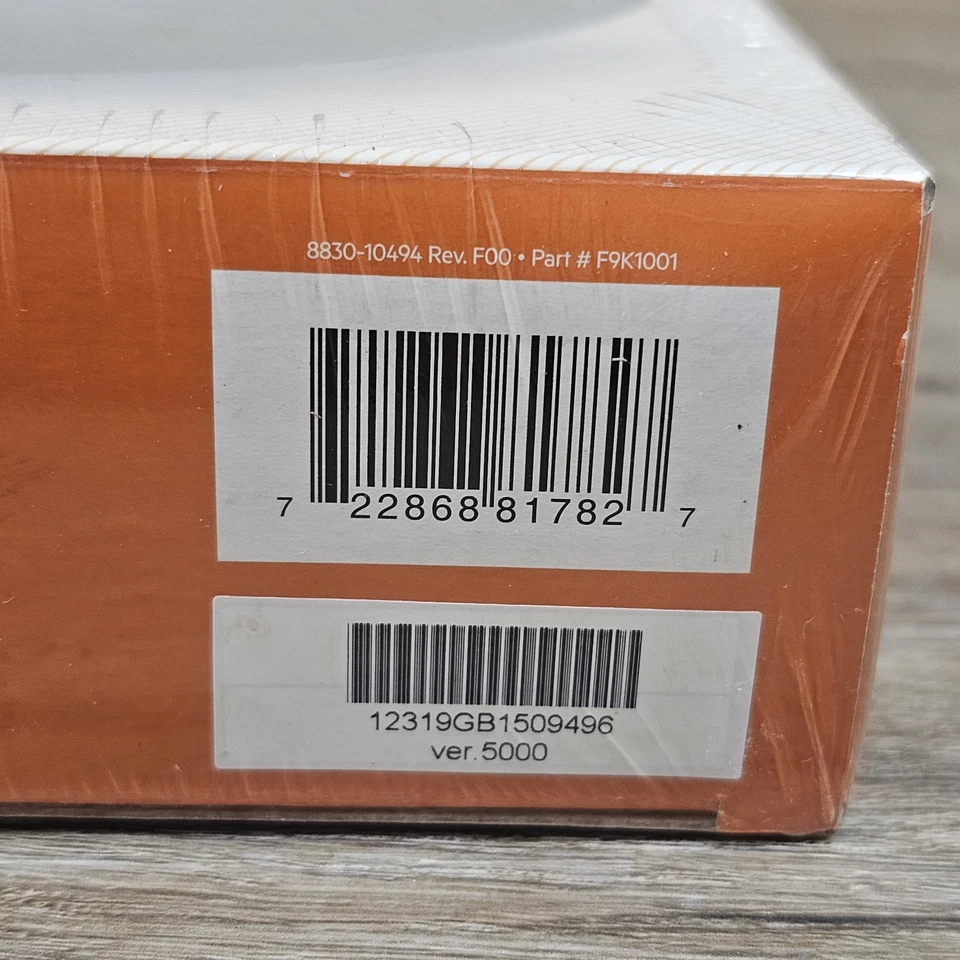 8830-10494 Rev. F00 • Part # F9K1001
7 22868 81782 7
12319GB1509496
ver.5000